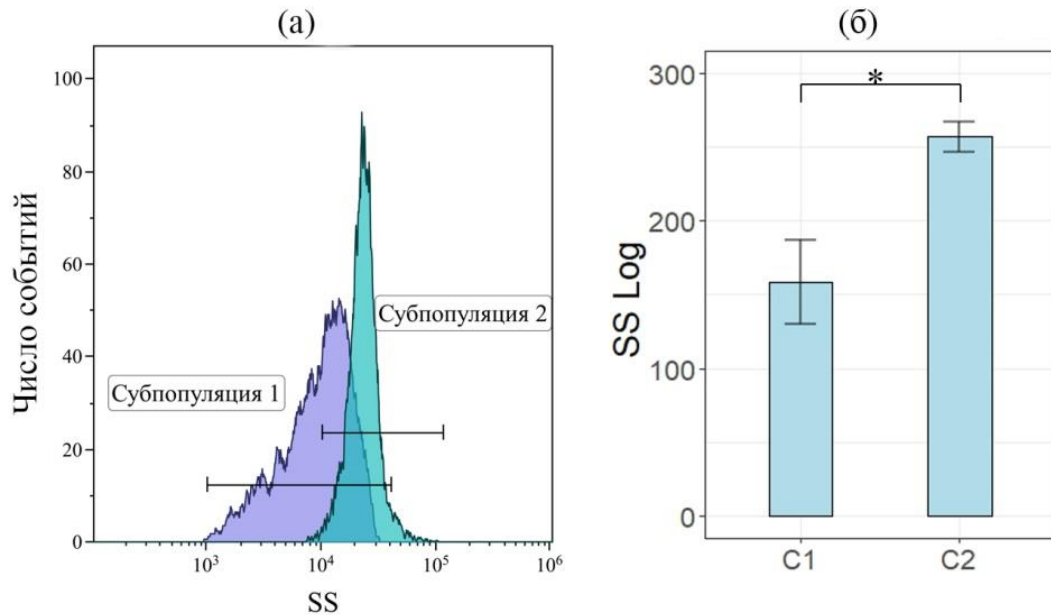 (а)
(б)
Число событий
100
80
60
40
20
0
Субпопуляция 1
Субпопуляция 2
10³
10⁴
10⁵
10⁶
SS
SS Log
300
200
100
0
*
C1
C2